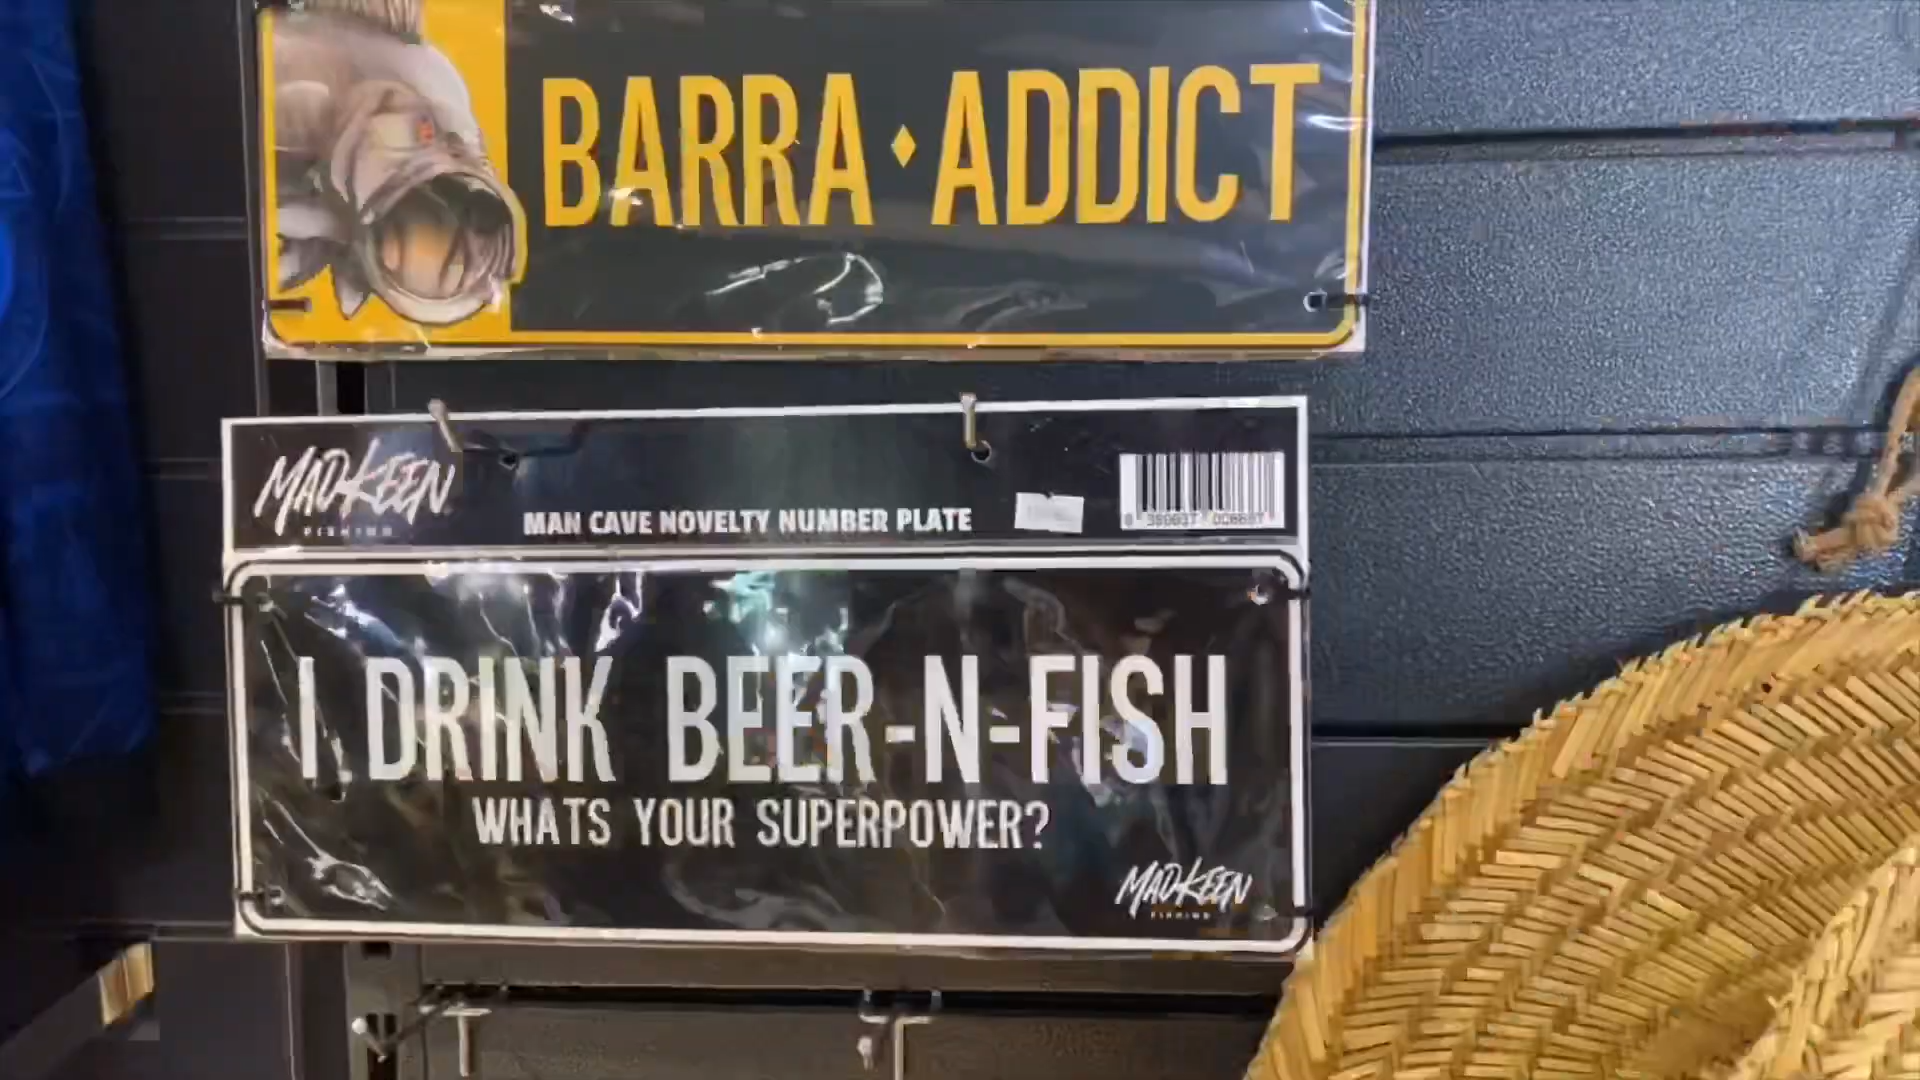 BARRA • ADDICT
MADKEEN
FISHING
MAN CAVE NOVELTY NUMBER PLATE
I DRINK BEER-N-FISH
WHATS YOUR SUPERPOWER?
MADKEEN
FISHING